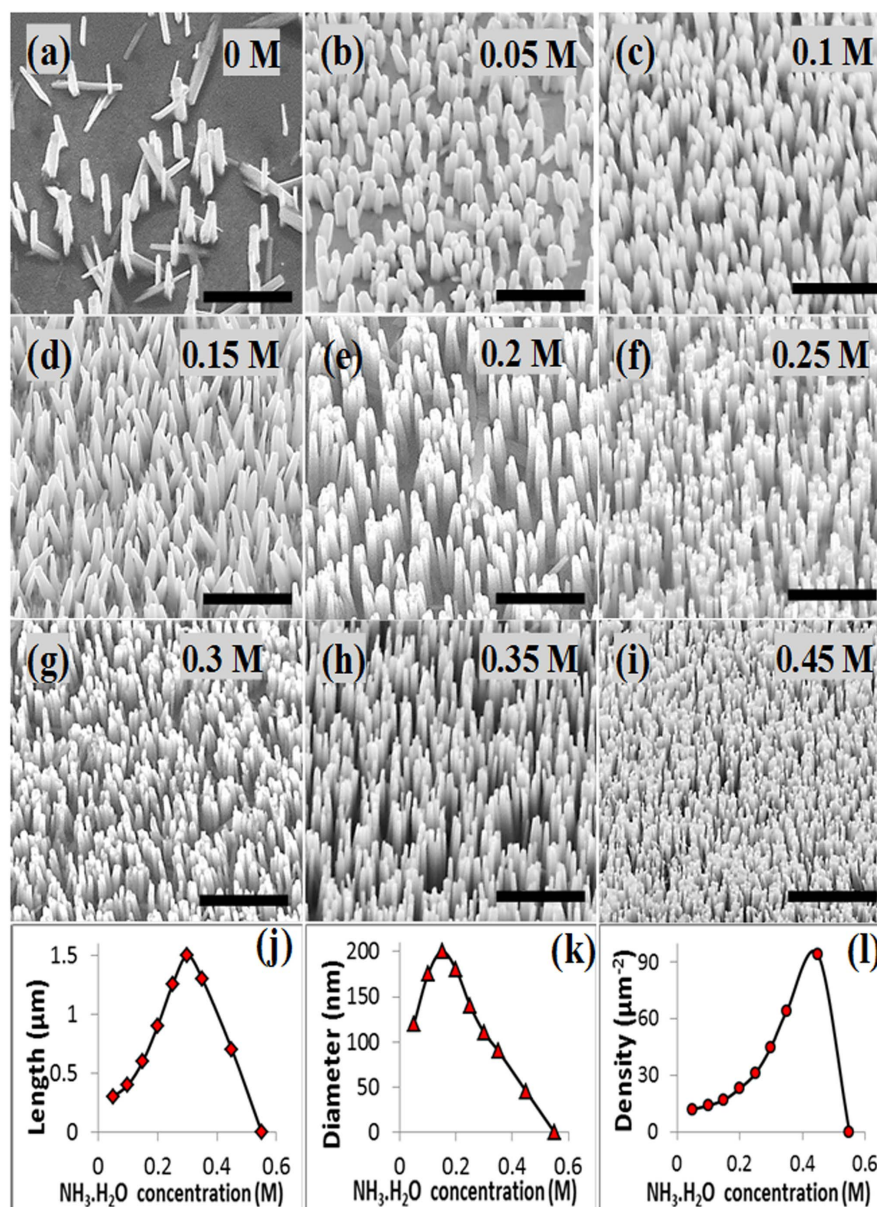 (a) 0 M
(b) 0.05 M
(c) 0.1 M
(d) 0.15 M
(e) 0.2 M
(f) 0.25 M
(g) 0.3 M
(h) 0.35 M
(i) 0.45 M
(j)
Length (µm)
1.5
1
0.5
0
0 0.2 0.4 0.6
NH₃.H₂O concentration (M)
(k)
Diameter (nm)
200
150
100
50
0
0 0.2 0.4 0.6
NH₃.H₂O concentration (M)
(l)
Density (µm⁻²)
90
60
30
0
0 0.2 0.4 0.6
NH₃.H₂O concentration (M)